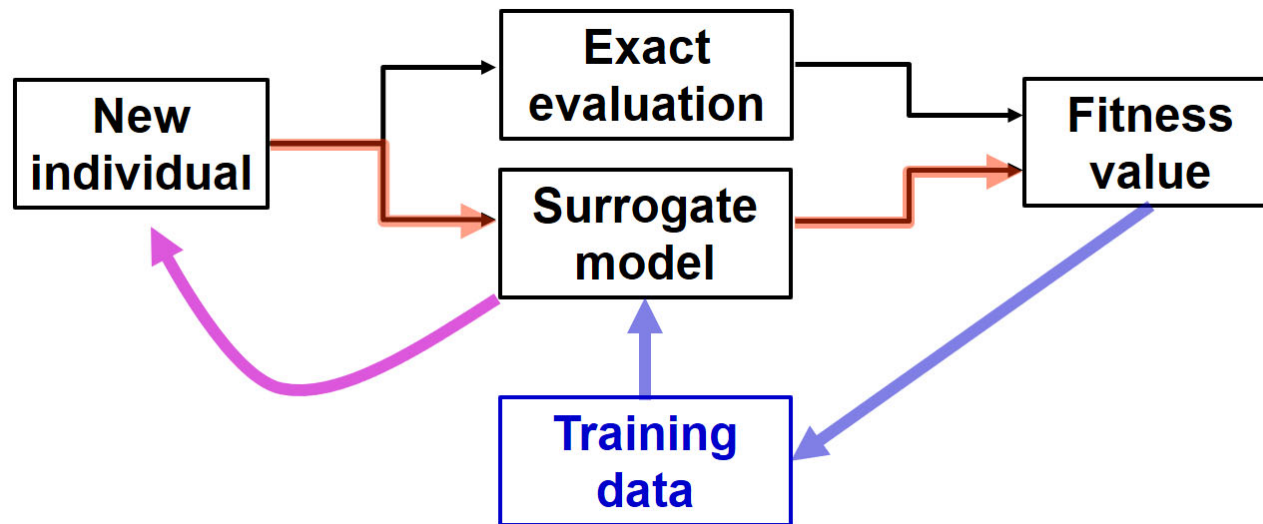 Exact
evaluation
New
individual
Fitness
value
Surrogate
model
Training
data